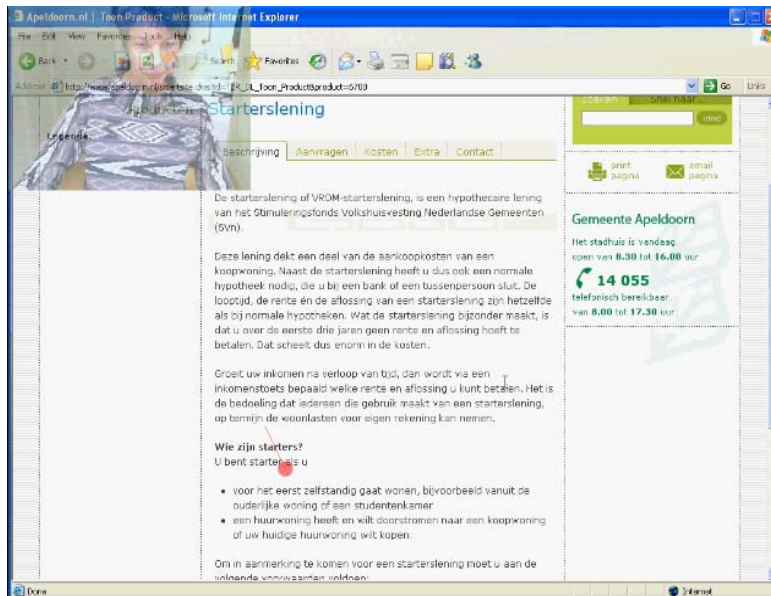 Apeldoorn.nl | Toon Product - Microsoft Internet Explorer
File Edit View Favorites Tools Help
Back Search Favorites
Address Go Links
Producten Starterslening
Legenda
Beschrijving Aanvragen Kosten Extra Contact
De starterslening of VROM-starterslening, is een hypothecaire lening
van het Stimuleringsfonds Volkshuisvesting Nederlandse Gemeenten
(SVn).
Deze lening dekt een deel van de aankoopkosten van een
koopwoning. Naast de starterslening heeft u dus ook een normale
hypotheek nodig, die u bij een bank of een tussenpersoon sluit. De
looptijd, de rente én de aflossing van een starterslening zijn hetzelfde
als bij normale hypotheken. Wat de starterslening bijzonder maakt, is
dat u over de eerste drie jaren geen rente en aflossing hoeft te
betalen. Dat scheelt dus enorm in de kosten.
Groeit uw inkomen na verloop van tijd, dan wordt via een
inkomenstoets bepaald welke rente en aflossing u kunt betalen. Het is
de bedoeling dat iedereen die gebruik maakt van een starterslening,
op termijn de woonlasten voor eigen rekening kan nemen.
Wie zijn starters?
U bent starter als u
• voor het eerst zelfstandig gaat wonen, bijvoorbeeld vanuit de
ouderlijke woning of een studentenkamer
• een huurwoning heeft en wilt doorstromen naar een koopwoning
of uw huidige huurwoning wilt kopen.
Om in aanmerking te komen voor een starterslening moet u aan de
volgende voorwaarden voldoen:
zoeken snel naar...
vind
print
pagina
email
pagina
Gemeente Apeldoorn
Het stadhuis is vandaag
open van 8.30 tot 16.00 uur
14 055
telefonisch bereikbaar
van 8.00 tot 17.30 uur
Done Internet